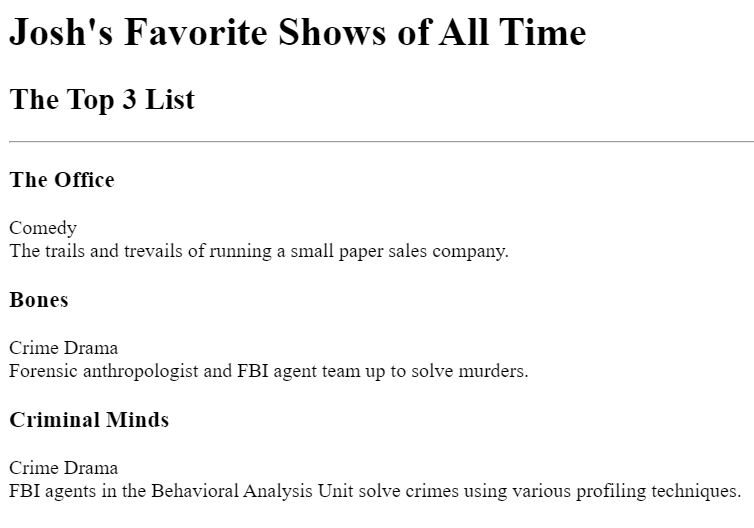 Josh's Favorite Shows of All Time
The Top 3 List
The Office
Comedy
The trails and trevails of running a small paper sales company.
Bones
Crime Drama
Forensic anthropologist and FBI agent team up to solve murders.
Criminal Minds
Crime Drama
FBI agents in the Behavioral Analysis Unit solve crimes using various profiling techniques.